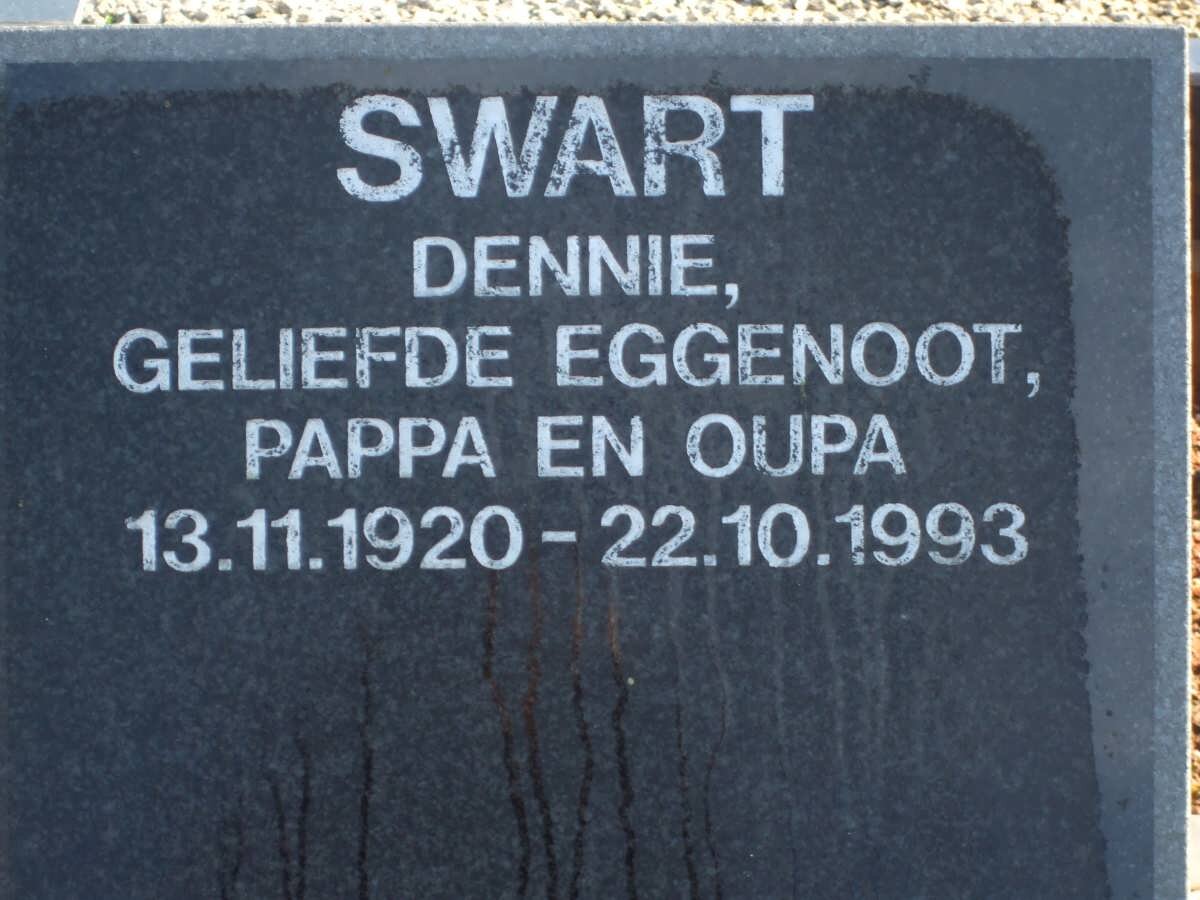 SWART
DENNIE,
GELIEFDE EGGENOOT,
PAPPA EN OUPA
13.11.1920 - 22.10.1993